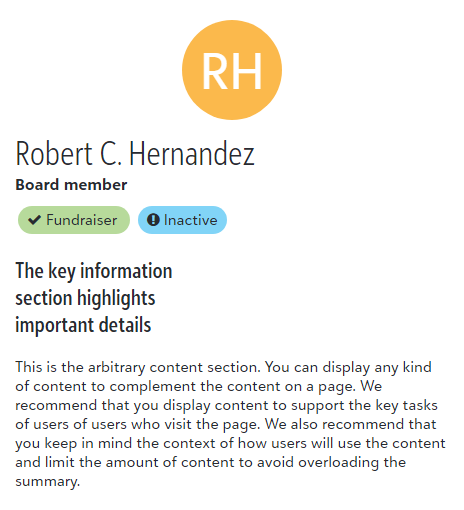 RH
Robert C. Hernandez
Board member
Fundraiser Inactive
The key information
section highlights
important details
This is the arbitrary content section. You can display any kind
of content to complement the content on a page. We
recommend that you display content to support the key tasks
of users of users who visit the page. We also recommend that
you keep in mind the context of how users will use the content
and limit the amount of content to avoid overloading the
summary.